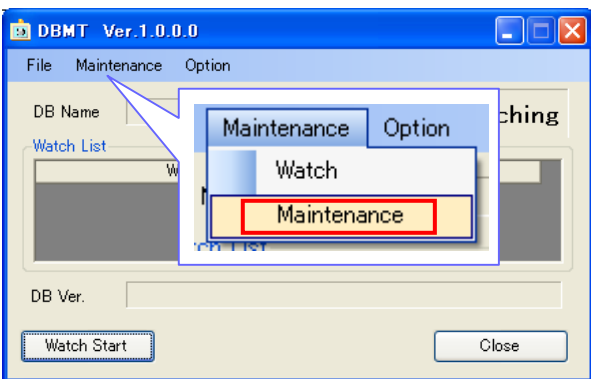 DBMT Ver.1.0.0.0
File Maintenance Option
DB Name
ching
Watch List
W
Maintenance Option
Watch
Maintenance
DB Ver.
Watch Start Close